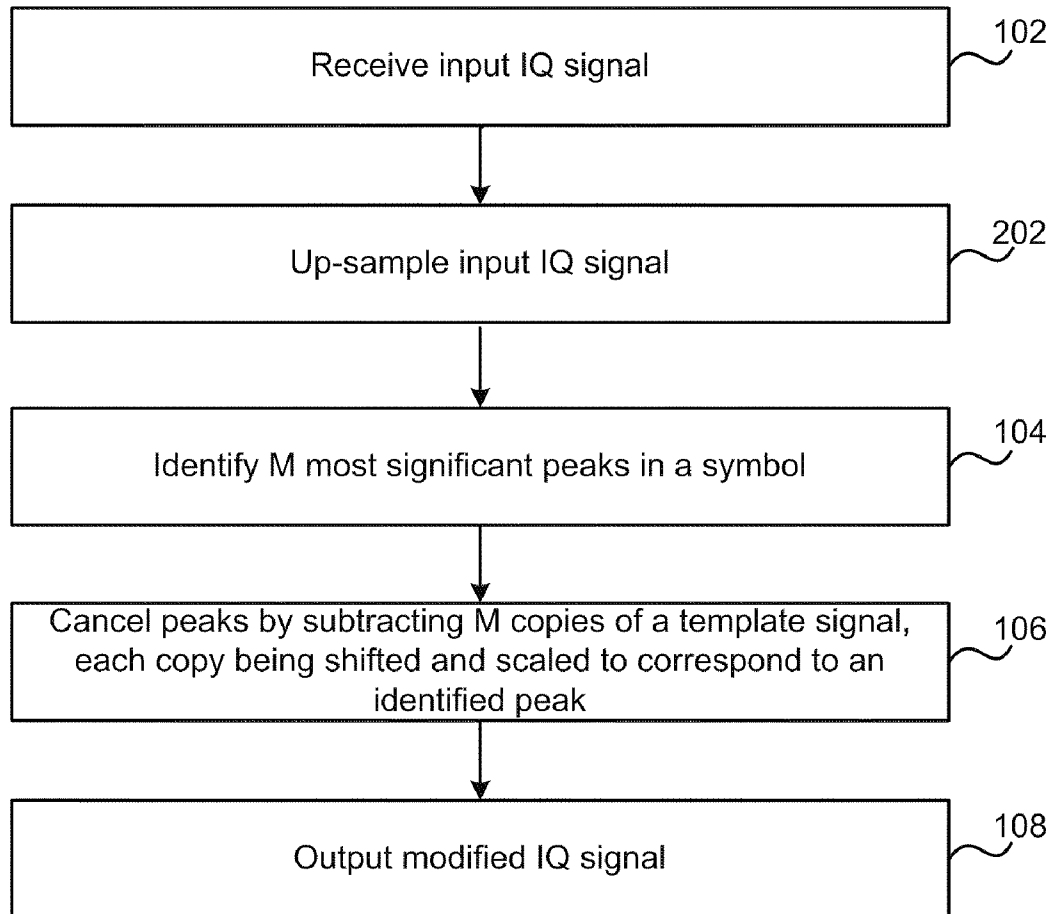 Receive input IQ signal
102
Up-sample input IQ signal
202
Identify M most significant peaks in a symbol
104
Cancel peaks by subtracting M copies of a template signal,
each copy being shifted and scaled to correspond to an
identified peak
106
Output modified IQ signal
108